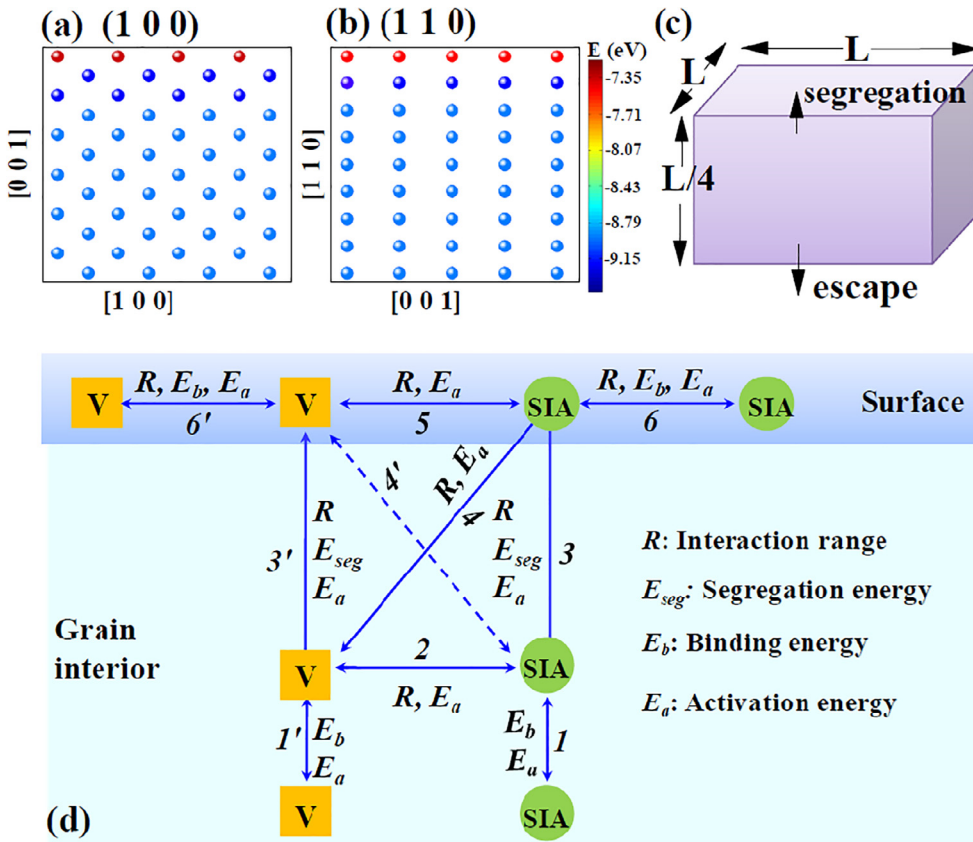 (a) (1 0 0)
(b) (1 1 0)
(c)
E (eV)
-7.35
-7.71
-8.07
-8.43
-8.79
-9.15
[0 0 1]
[1 0 0]
[1 1 0]
[0 0 1]
L
L
L/4
segregation
escape
V
R, E_b, E_a
6'
V
R, E_a
5
SIA
R, E_b, E_a
6
SIA
Surface
3'
R
E_seg
E_a
4'
R, E_a
4
R
E_seg
E_a
3
R: Interaction range
E_seg: Segregation energy
E_b: Binding energy
E_a: Activation energy
Grain
interior
V
2
R, E_a
SIA
1'
E_b
E_a
E_b
E_a
1
V
SIA
(d)